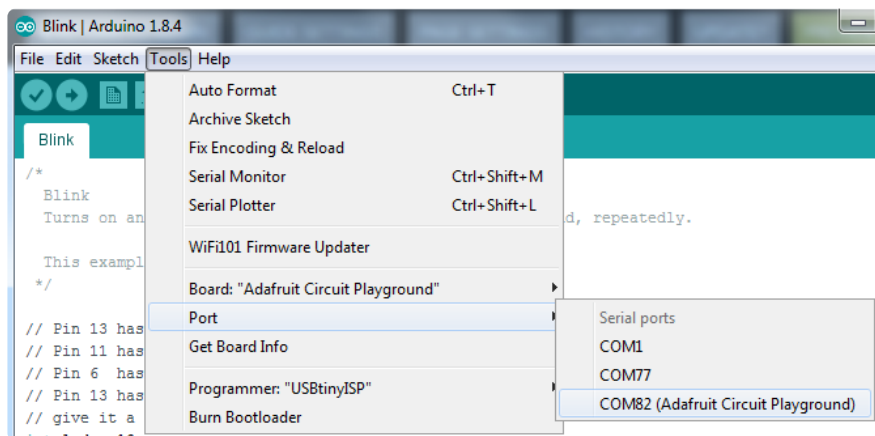 Blink | Arduino 1.8.4
File Edit Sketch Tools Help
Blink
/*
Blink
Turns on an
d, repeatedly.
This exampl
*/
// Pin 13 has
// Pin 11 has
// Pin 6 has
// Pin 13 has
// give it a
Auto Format Ctrl+T
Archive Sketch
Fix Encoding & Reload
Serial Monitor Ctrl+Shift+M
Serial Plotter Ctrl+Shift+L
WiFi101 Firmware Updater
Board: "Adafruit Circuit Playground"
Port
Get Board Info
Programmer: "USBtinyISP"
Burn Bootloader
Serial ports
COM1
COM77
COM82 (Adafruit Circuit Playground)